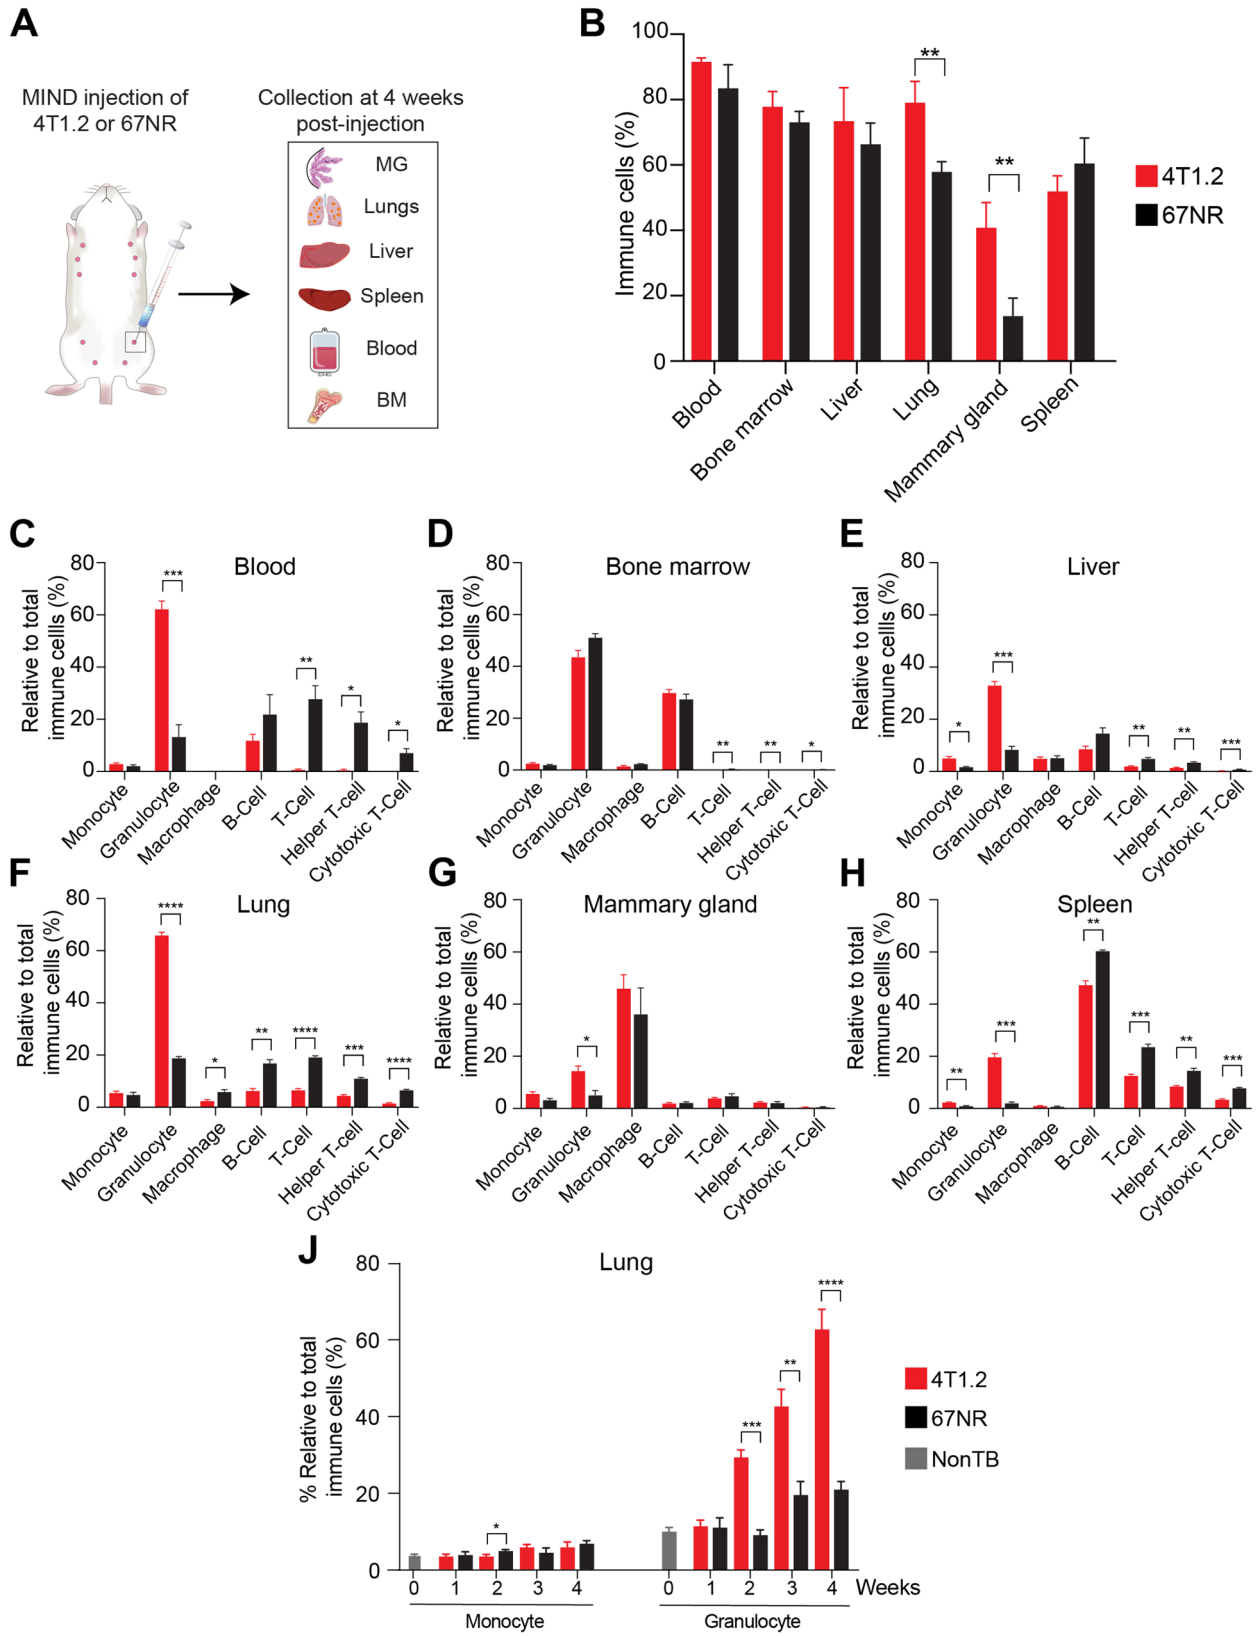 A
MIND injection of
4T1.2 or 67NR
Collection at 4 weeks
post-injection
MG
Lungs
Liver
Spleen
Blood
BM
B
Immune cells (%)
100
80
60
40
20
0
**
**
Blood
Bone marrow
Liver
Lung
Mammary gland
Spleen
4T1.2
67NR
C
Blood
Relative to total
immune cellls (%)
80
60
40
20
0
***
**
*
*
Monocyte
Granulocyte
Macrophage
B-Cell
T-Cell
Helper T-cell
Cytotoxic T-Cell
D
Bone marrow
Relative to total
immune cellls (%)
80
60
40
20
0
**
**
*
Monocyte
Granulocyte
Macrophage
B-Cell
T-Cell
Helper T-cell
Cytotoxic T-Cell
E
Liver
Relative to total
immune cellls (%)
80
60
40
20
0
*
***
**
**
***
Monocyte
Granulocyte
Macrophage
B-Cell
T-Cell
Helper T-cell
Cytotoxic T-Cell
F
Lung
Relative to total
immune cellls (%)
80
60
40
20
0
****
*
**
****
***
****
Monocyte
Granulocyte
Macrophage
B-Cell
T-Cell
Helper T-cell
Cytotoxic T-Cell
G
Mammary gland
Relative to total
immune cellls (%)
80
60
40
20
0
*
Monocyte
Granulocyte
Macrophage
B-Cell
T-Cell
Helper T-cell
Cytotoxic T-Cell
H
Spleen
Relative to total
immune cellls (%)
80
60
40
20
0
**
***
**
***
**
***
Monocyte
Granulocyte
Macrophage
B-Cell
T-Cell
Helper T-cell
Cytotoxic T-Cell
J
Lung
% Relative to total
immune cells (%)
80
60
40
20
0
*
***
**
****
0 1 2 3 4 0 1 2 3 4 Weeks
Monocyte Granulocyte
4T1.2
67NR
NonTB